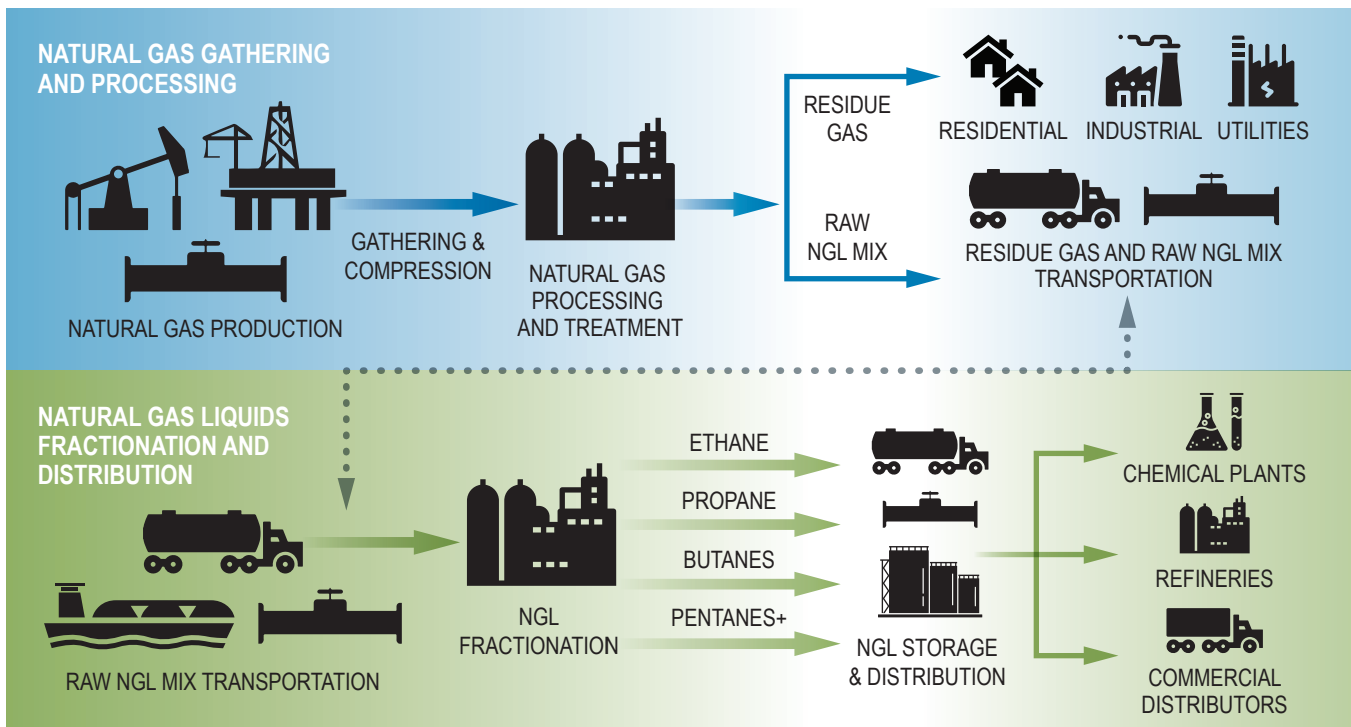 NATURAL GAS GATHERING
AND PROCESSING
NATURAL GAS PRODUCTION
GATHERING &
COMPRESSION
NATURAL GAS
PROCESSING
AND TREATMENT
RESIDUE
GAS
RAW
NGL MIX
RESIDENTIAL
INDUSTRIAL
UTILITIES
RESIDUE GAS AND RAW NGL MIX
TRANSPORTATION
NATURAL GAS LIQUIDS
FRACTIONATION AND
DISTRIBUTION
RAW NGL MIX TRANSPORTATION
NGL
FRACTIONATION
ETHANE
PROPANE
BUTANES
PENTANES+
NGL STORAGE
& DISTRIBUTION
CHEMICAL PLANTS
REFINERIES
COMMERCIAL
DISTRIBUTORS